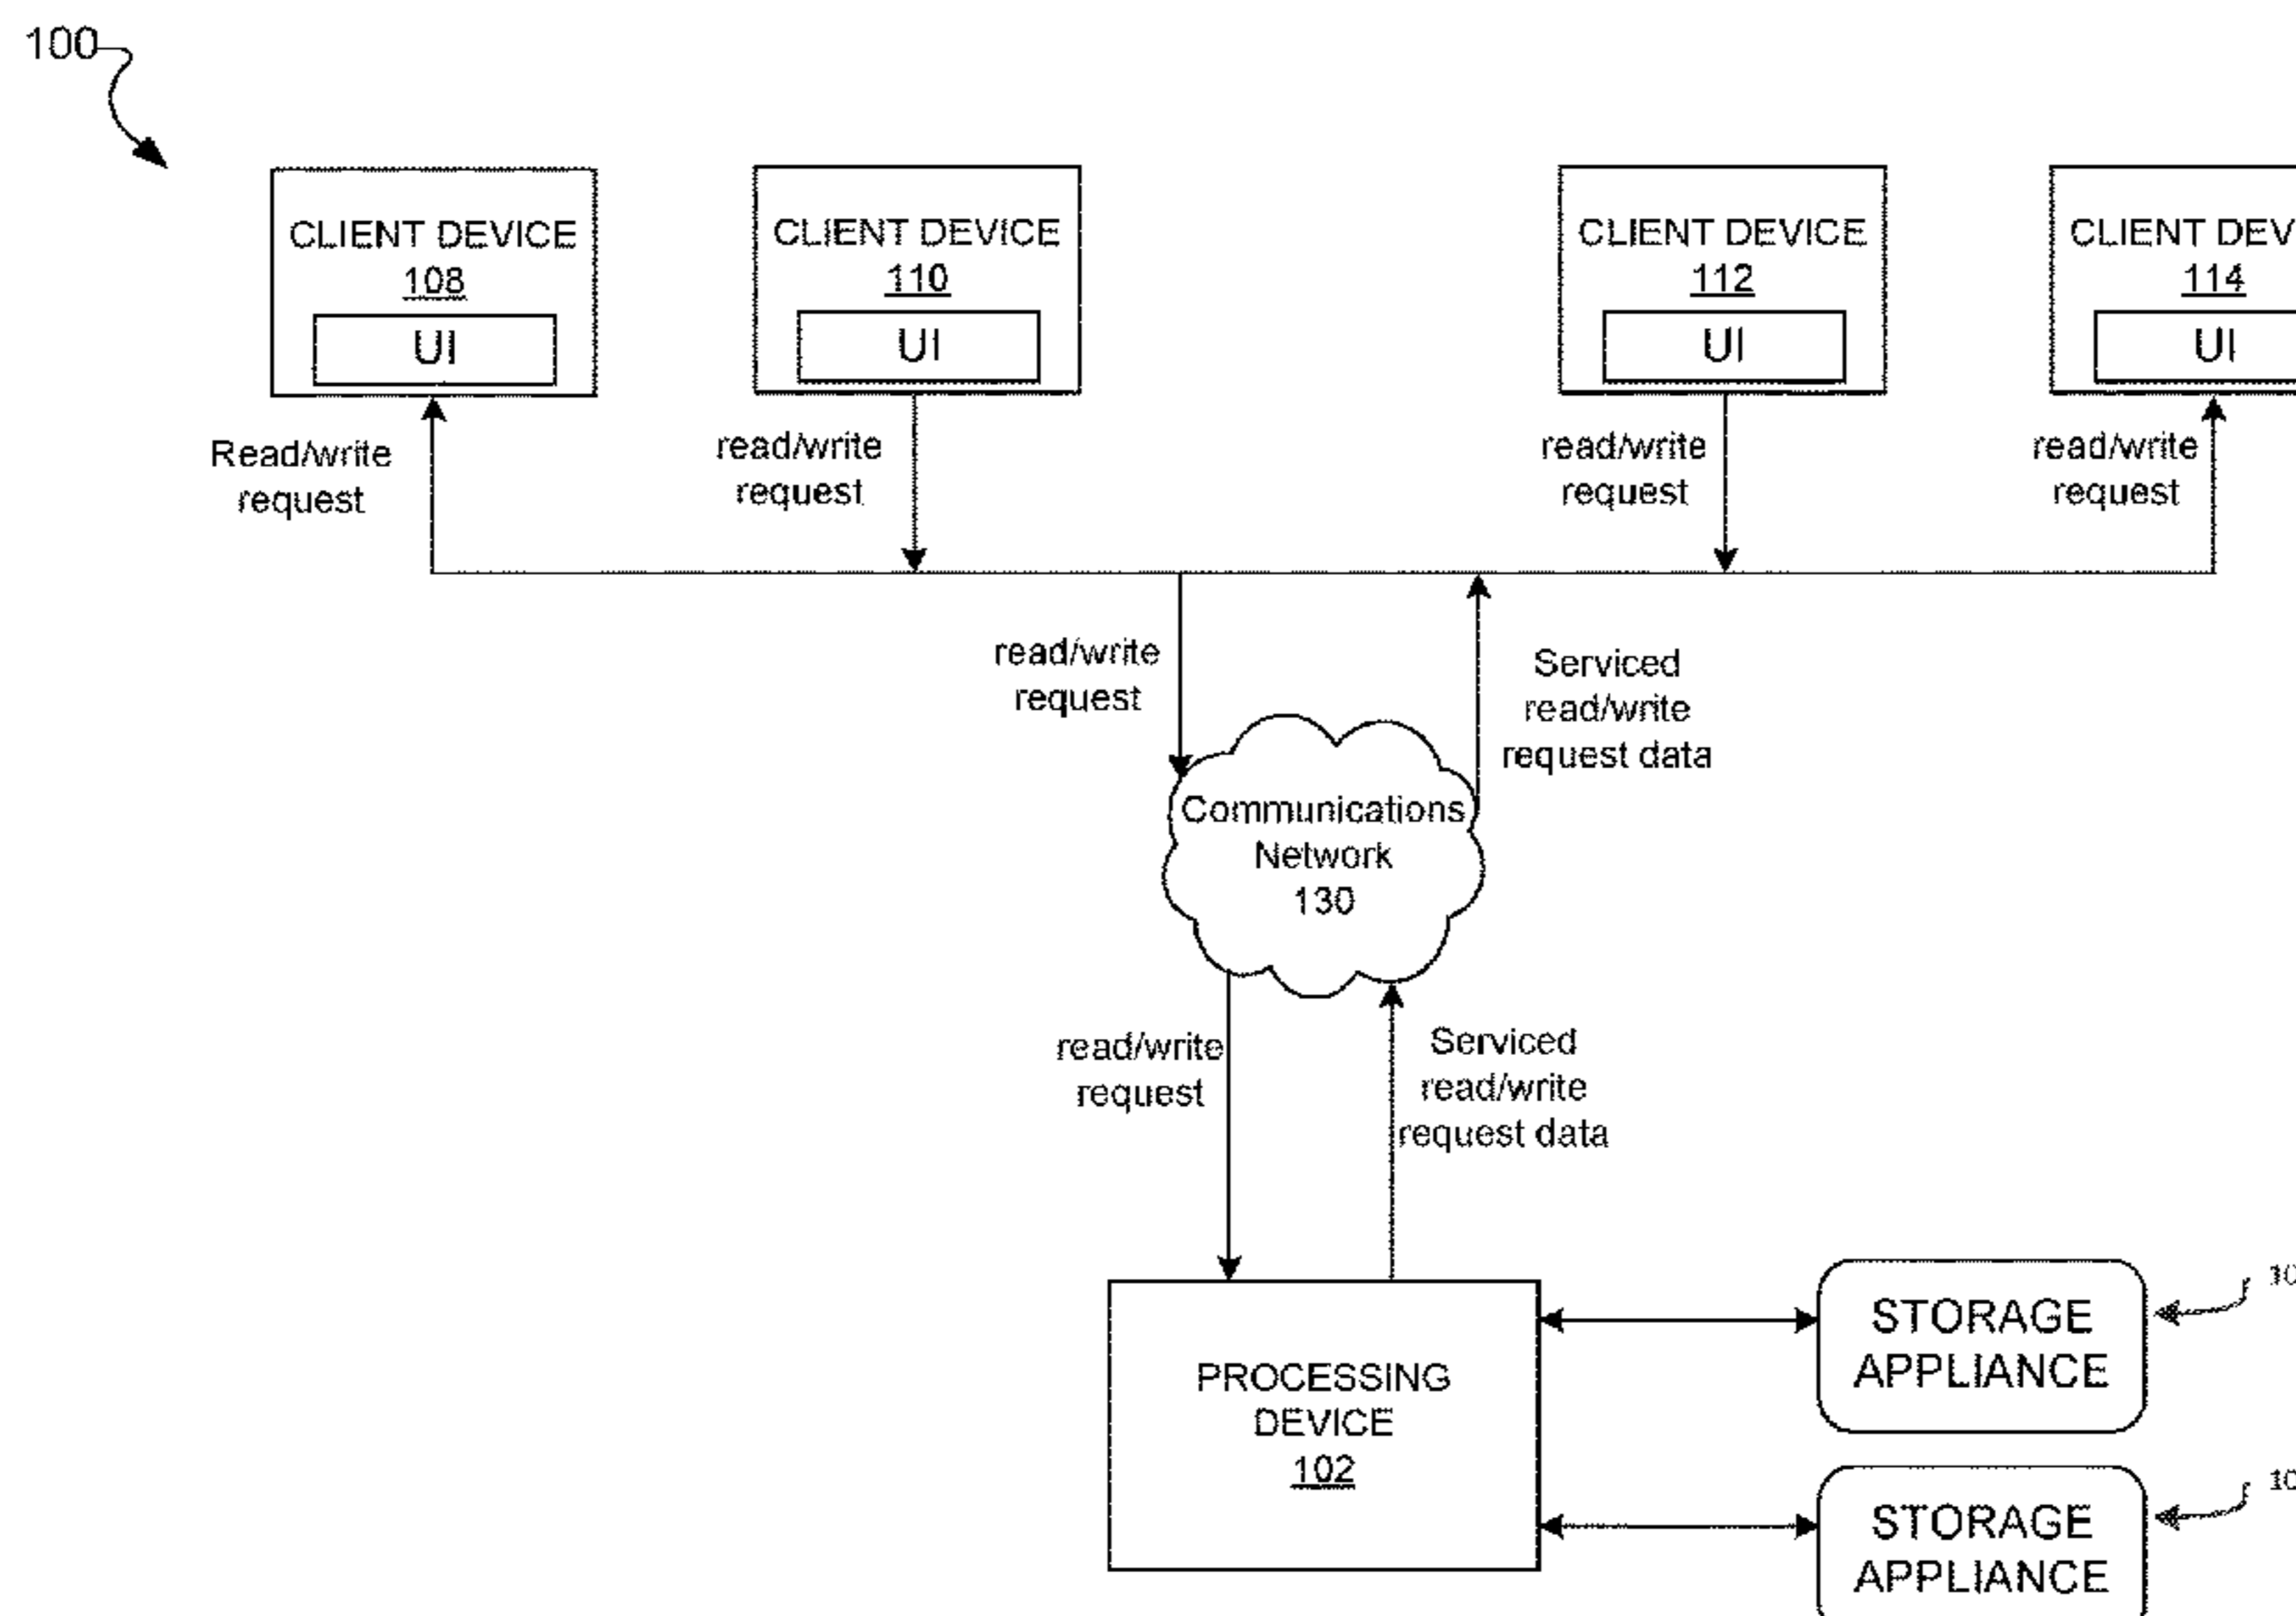 100
CLIENT DEVICE
108
UI
CLIENT DEVICE
110
UI
CLIENT DEVICE
112
UI
CLIENT
114
UI
Read/write
request
read/write
request
read/write
request
read/write
request
read/write
request
Serviced
read/write
request data
Communications
Network
130
read/write
request
Serviced
read/write
request data
PROCESSING
DEVICE
102
STORAGE
APPLIANCE
STORAGE
APPLIANCE